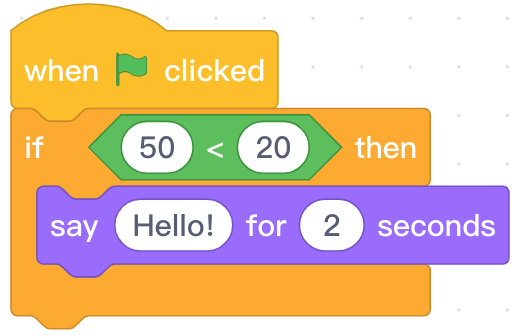 when clicked
if 50 < 20 then
say Hello! for 2 seconds